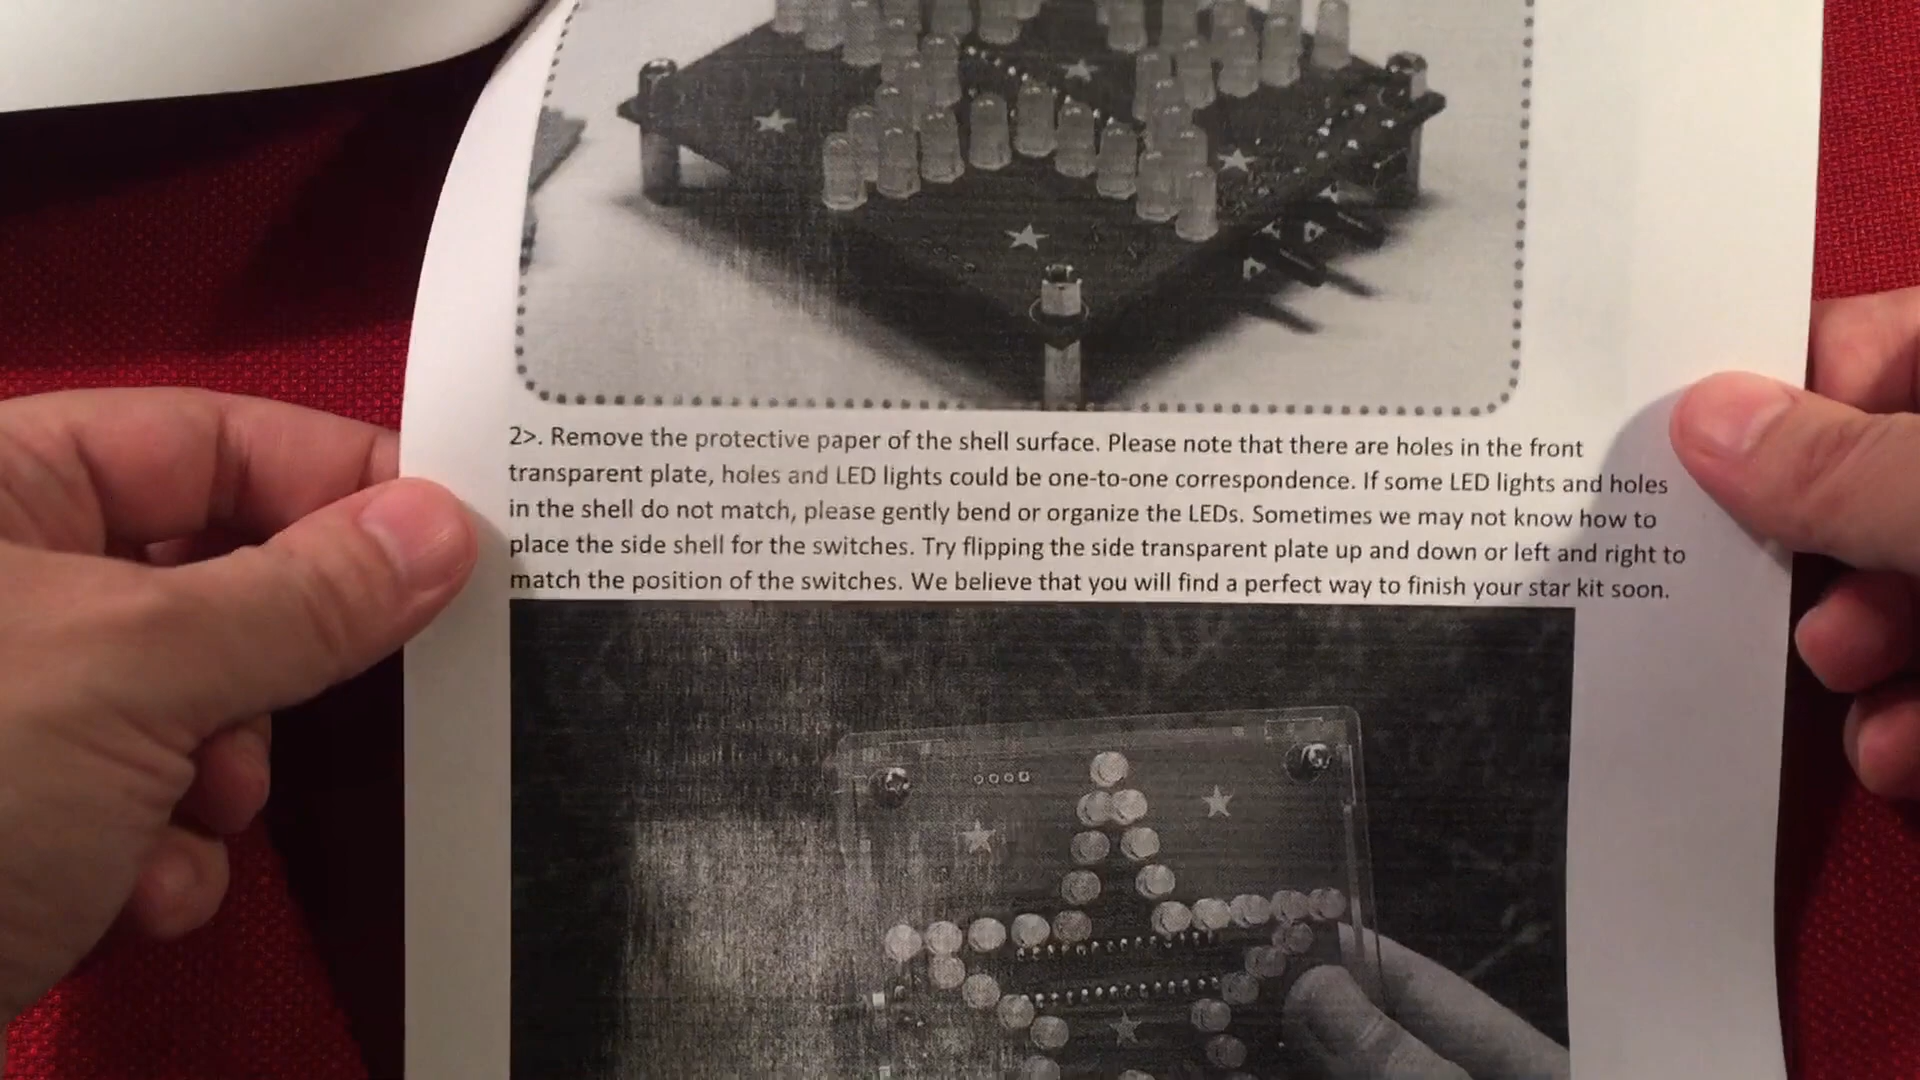 2>. Remove the protective paper of the shell surface. Please note that there are holes in the front
transparent plate, holes and LED lights could be one-to-one correspondence. If some LED lights and holes
in the shell do not match, please gently bend or organize the LEDs. Sometimes we may not know how to
place the side shell for the switches. Try flipping the side transparent plate up and down or left and right to
match the position of the switches. We believe that you will find a perfect way to finish your star kit soon.